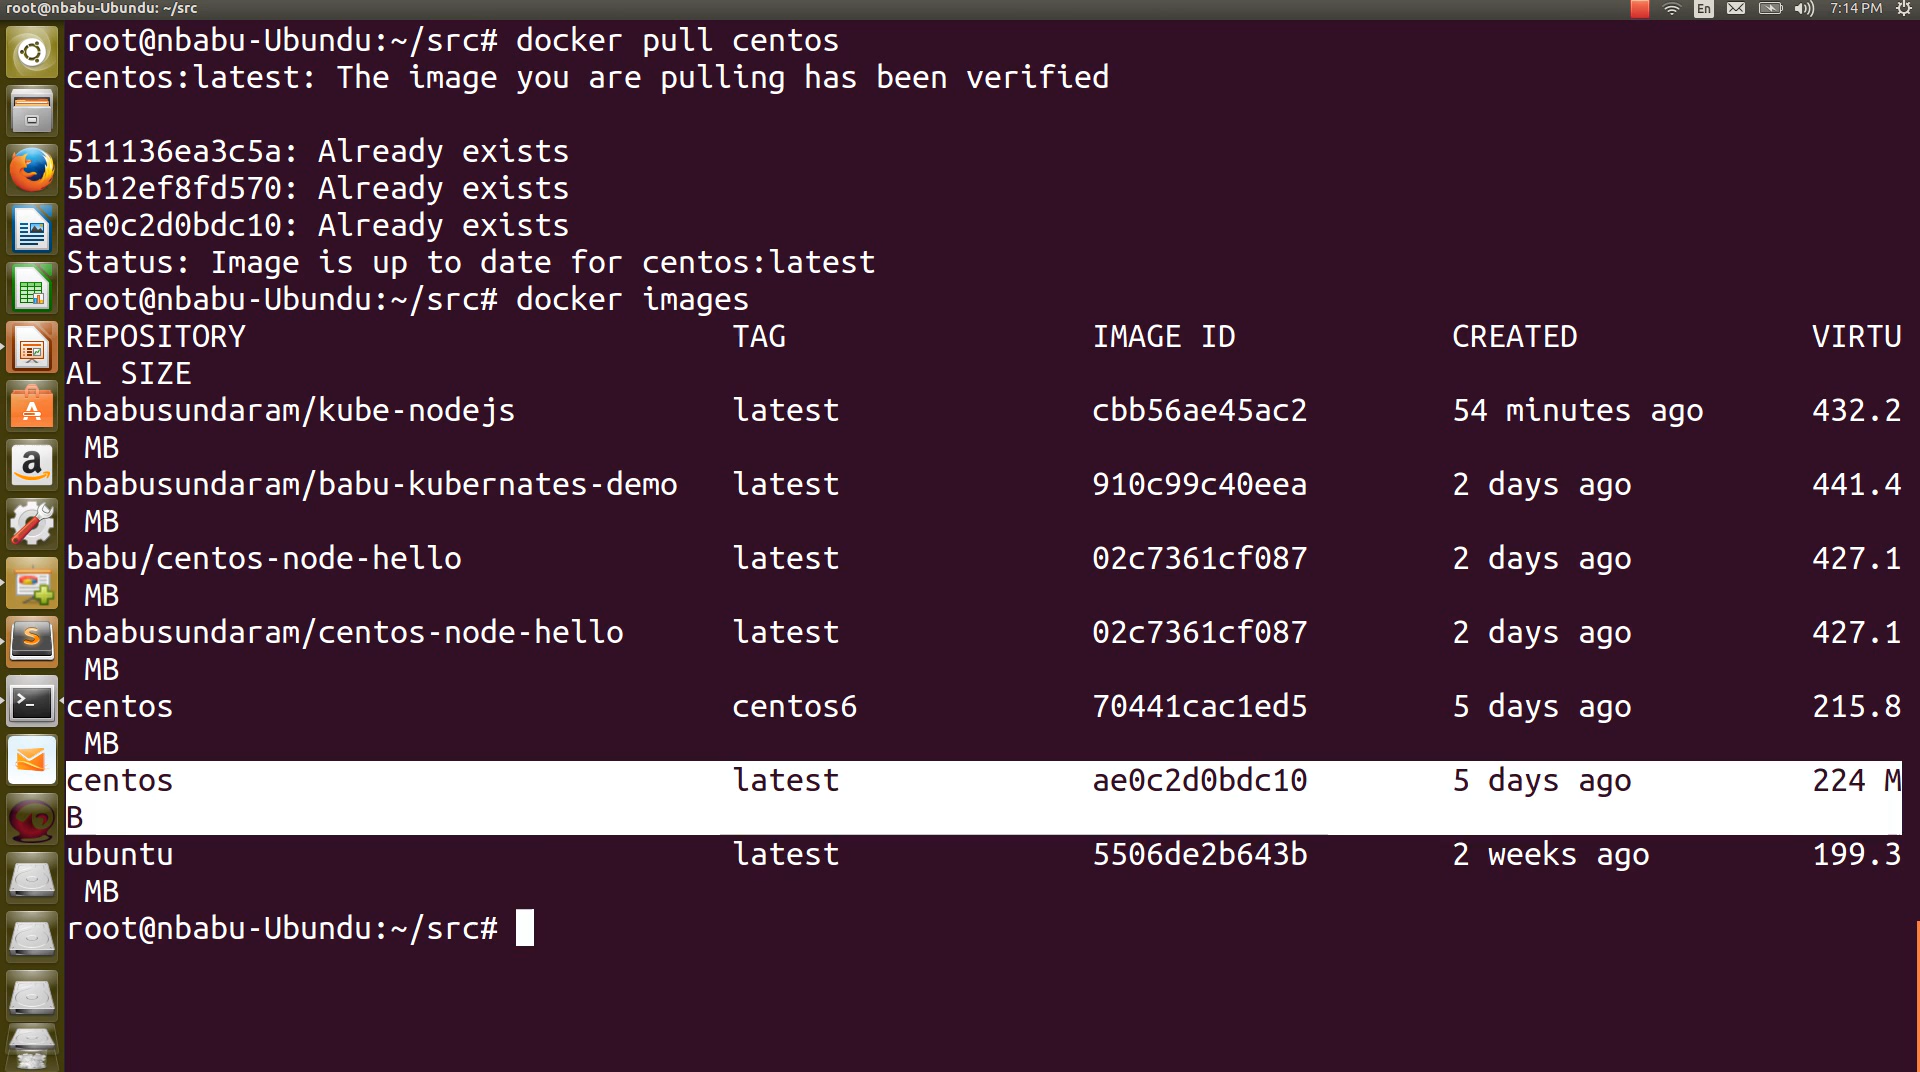 root@nbabu-Ubundu: ~/src
En
7:14 PM
root@nbabu-Ubundu:~/src# docker pull centos
centos:latest: The image you are pulling has been verified
511136ea3c5a: Already exists
5b12ef8fd570: Already exists
ae0c2d0bdc10: Already exists
Status: Image is up to date for centos:latest
root@nbabu-Ubundu:~/src# docker images
REPOSITORY TAG IMAGE ID CREATED VIRTU
AL SIZE
nbabusundaram/kube-nodejs latest cbb56ae45ac2 54 minutes ago 432.2
MB
nbabusundaram/babu-kubernates-demo latest 910c99c40eea 2 days ago 441.4
MB
babu/centos-node-hello latest 02c7361cf087 2 days ago 427.1
MB
nbabusundaram/centos-node-hello latest 02c7361cf087 2 days ago 427.1
MB
centos centos6 70441cac1ed5 5 days ago 215.8
MB
centos latest ae0c2d0bdc10 5 days ago 224 M
B
ubuntu latest 5506de2b643b 2 weeks ago 199.3
MB
root@nbabu-Ubundu:~/src#